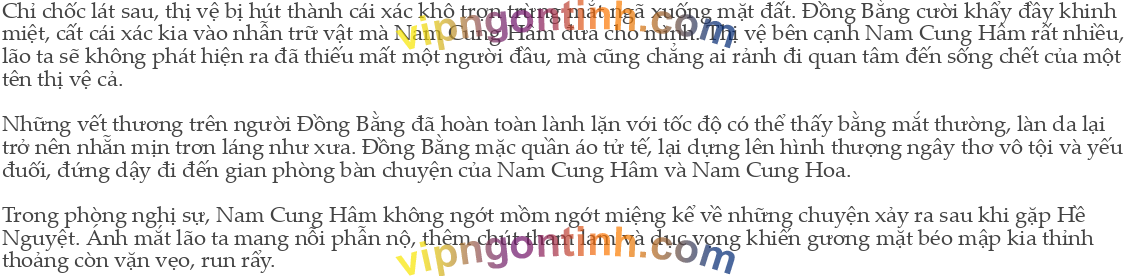 Chỉ chốc lát sau, thị vệ bị hút thành cái xác khô trợn trừng mắt ngã xuống mặt đất. Đồng Bằng cười khẩy đầy khinh
miệt, cất cái xác kia vào nhẫn trữ vật mà Nam Cung Hâm đưa cho mình. Thị vệ bên cạnh Nam Cung Hâm rất nhiều,
lão ta sẽ không phát hiện ra đã thiếu mất một người đâu, mà cũng chẳng ai rảnh đi quan tâm đến sống chết của một
tên thị vệ cả.
Những vết thương trên người Đồng Bằng đã hoàn toàn lành lặn với tốc độ có thể thấy bằng mắt thường, làn da lại
trở nên nhẵn mịn trơn láng như xưa. Đồng Bằng mặc quần áo tử tế, lại dựng lên hình thượng ngây thơ vô tội và yếu
đuối, đứng dậy đi đến gian phòng bàn chuyện của Nam Cung Hâm và Nam Cung Hoa.
Trong phòng nghị sự, Nam Cung Hâm không ngớt mồm ngớt miệng kể về những chuyện xảy ra sau khi gặp Hề
Nguyệt. Ánh mắt lão ta mang nỗi phẫn nộ, thêm chút tham lam và dục vọng khiến gương mặt béo mập kia thỉnh
thoảng còn vặn vẹo, run rẩy.
vipngontinh.com
vipngontinh.com